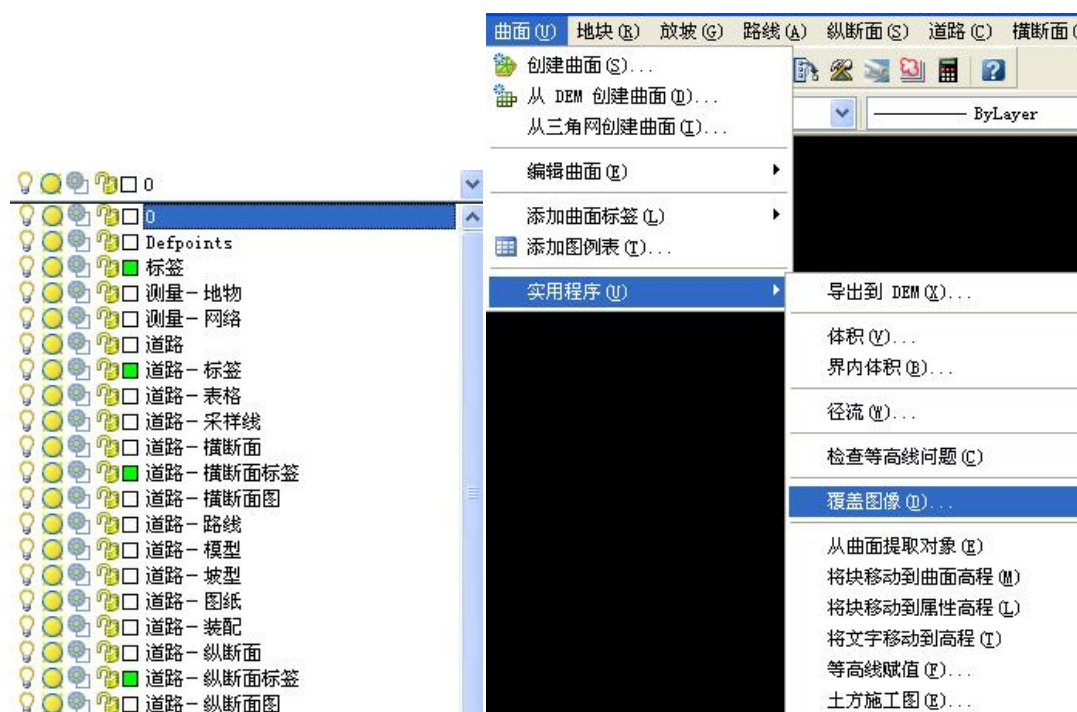 0
0
Defpoints
标签
测量-地物
测量-网络
道路
道路-标签
道路-表格
道路-采样线
道路-横断面
道路-横断面标签
道路-横断面图
道路-路线
道路-模型
道路-坡型
道路-图纸
道路-装配
道路-纵断面
道路-纵断面标签
道路-纵断面图
曲面(U) 地块(R) 放坡(G) 路线(A) 纵断面(S) 道路(C) 横断面(
创建曲面(S)...
从 DEM 创建曲面(D)...
从三角网创建曲面(I)...
ByLayer
编辑曲面(E)
添加曲面标签(L)
添加图例表(T)...
实用程序(U)
导出到 DEM(X)...
体积(V)...
界内体积(B)...
径流(W)...
检查等高线问题(C)
覆盖图像(D)...
从曲面提取对象(E)
将块移动到曲面高程(M)
将块移动到属性高程(L)
将文字移动到高程(T)
等高线赋值(F)...
土方施工图(E)...